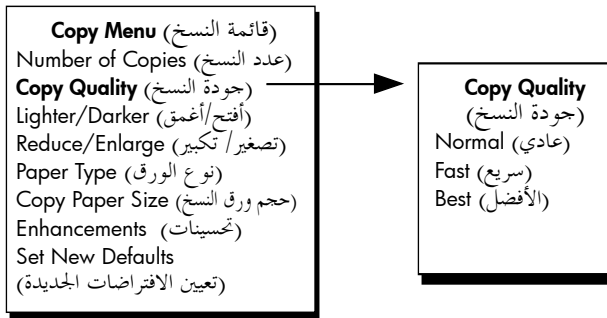 Copy Menu (قائمة النسخ)
Number of Copies (عدد النسخ)
Copy Quality (جودة النسخ)
Lighter/Darker (أفتح/أغمق)
Reduce/Enlarge (تصغير/ تكبير)
Paper Type (نوع الورق)
Copy Paper Size (حجم ورق النسخ)
Enhancements (تحسينات)
Set New Defaults
(تعيين الافتراضات الجديدة)
Copy Quality
(جودة النسخ)
Normal (عادي)
Fast (سريع)
Best (الأفضل)